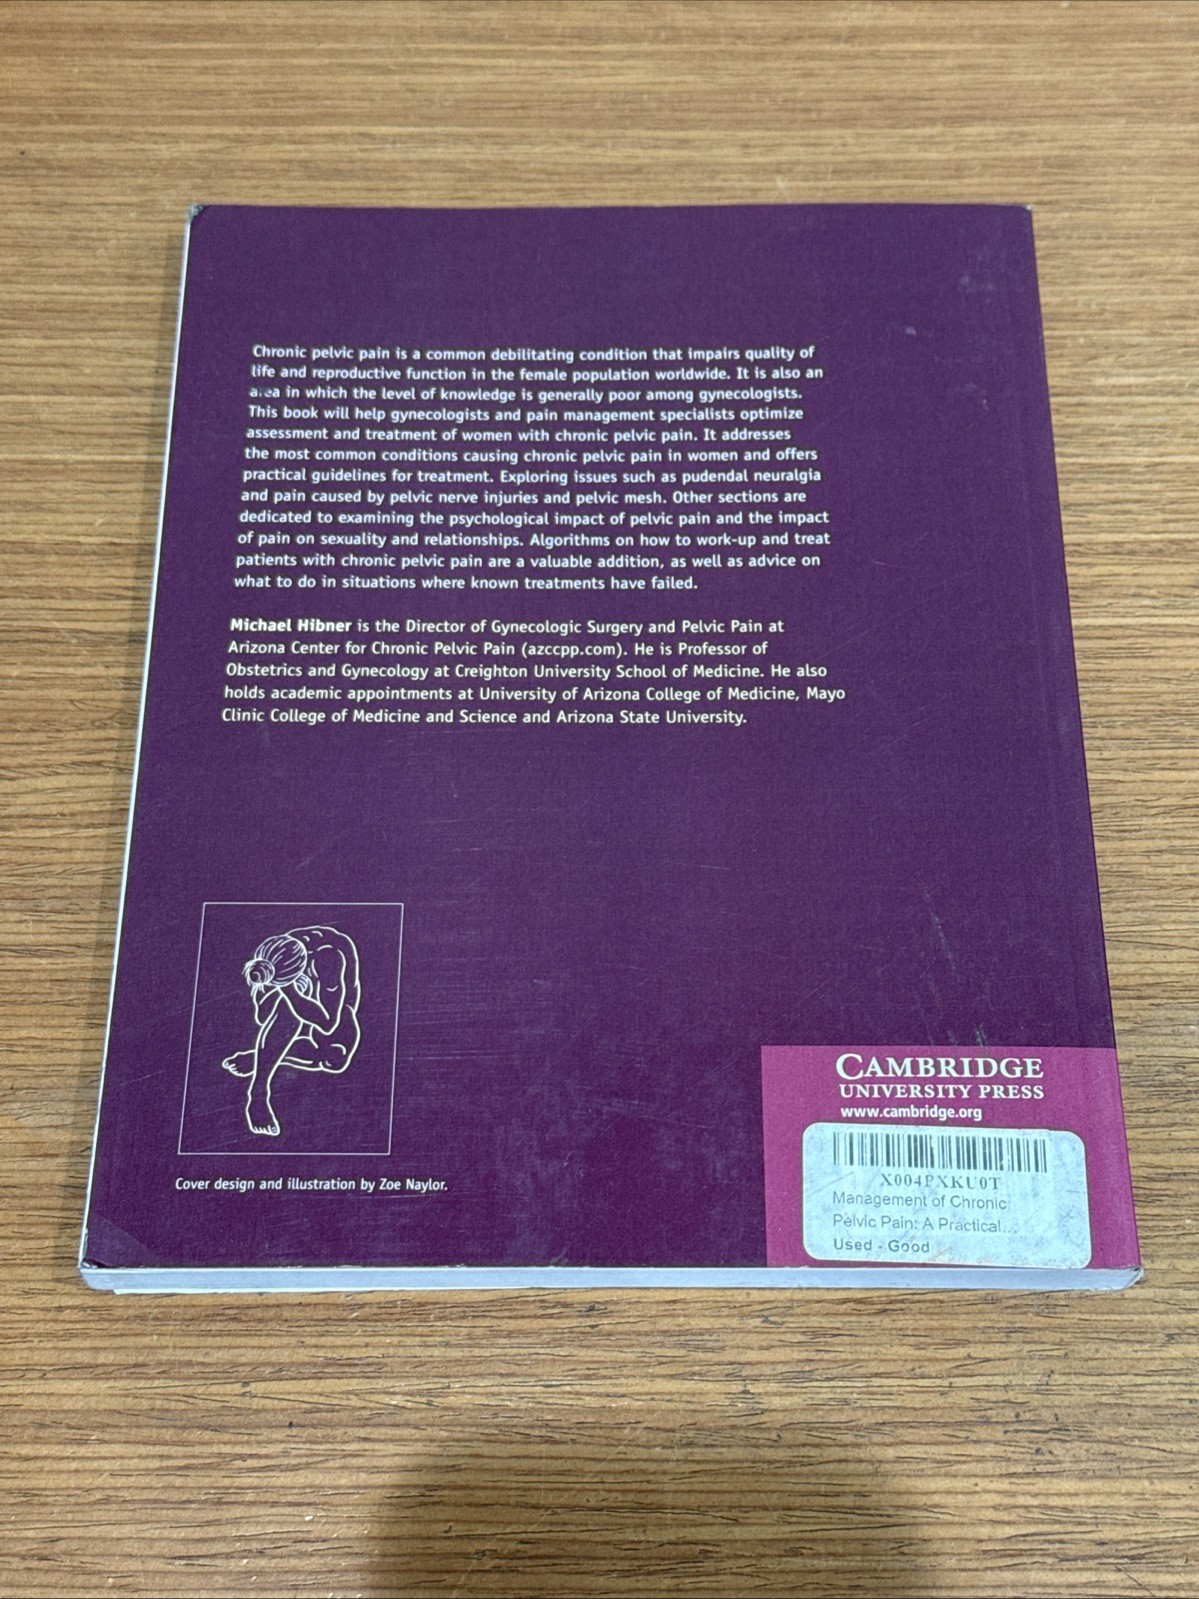 Chronic pelvic pain is a common debilitating condition that impairs quality of
life and reproductive function in the female population worldwide. It is also an
area in which the level of knowledge is generally poor among gynecologists.
This book will help gynecologists and pain management specialists optimize
assessment and treatment of women with chronic pelvic pain. It addresses
the most common conditions causing chronic pelvic pain in women and offers
practical guidelines for treatment. Exploring issues such as pudendal neuralgia
and pain caused by pelvic nerve injuries and pelvic mesh. Other sections are
dedicated to examining the psychological impact of pelvic pain and the impact
of pain on sexuality and relationships. Algorithms on how to work-up and treat
patients with chronic pelvic pain are a valuable addition, as well as advice on
what to do in situations where known treatments have failed.
Michael Hibner is the Director of Gynecologic Surgery and Pelvic Pain at
Arizona Center for Chronic Pelvic Pain (azccpp.com). He is Professor of
Obstetrics and Gynecology at Creighton University School of Medicine. He also
holds academic appointments at University of Arizona College of Medicine, Mayo
Clinic College of Medicine and Science and Arizona State University.
Cover design and illustration by Zoe Naylor.
CAMBRIDGE
UNIVERSITY PRESS
www.cambridge.org
X004PXKU0T
Management of Chronic
Pelvic Pain: A Practical...
Used - Good